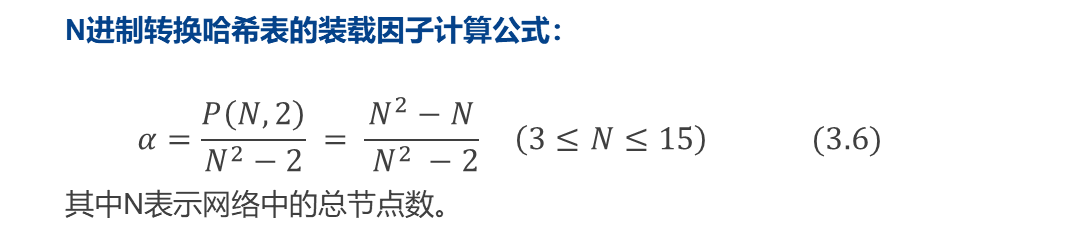 N进制转换哈希表的装载因子计算公式：
α = P(N,2) / (N² − 2) = (N² − N) / (N² − 2) (3 ≤ N ≤ 15) (3.6)
其中N表示网络中的总节点数。